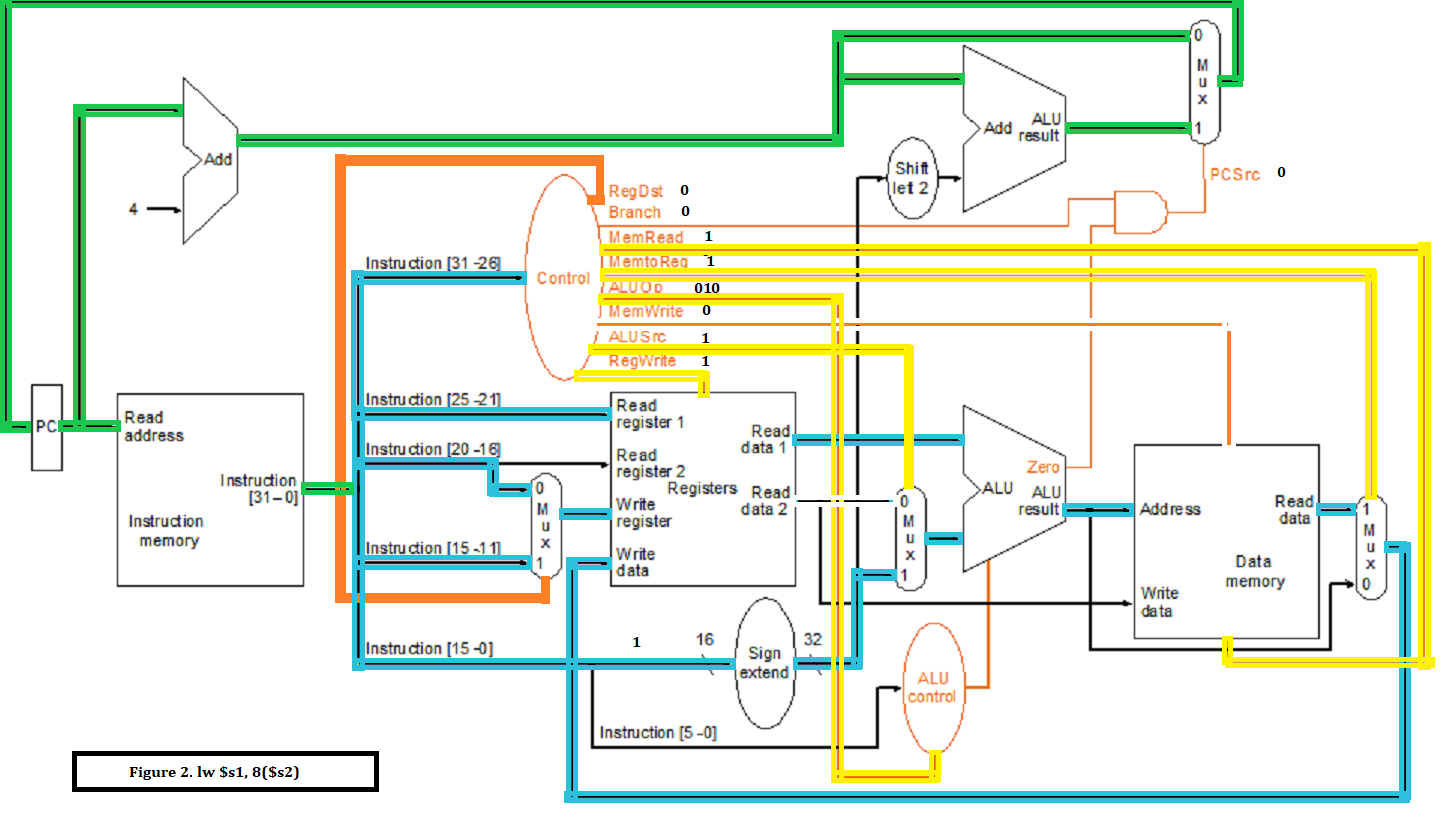 0
M
u
x
1
Add
ALU
result
Add
4
Shift
left 2
PCSrc 0
RegDst 0
Branch 0
MemRead 1
MemtoReg 1
ALUOp 010
MemWrite 0
ALUSrc 1
RegWrite 1
Control
Instruction [31-26]
Instruction [25-21]
Instruction [20-16]
Instruction [15-11]
Instruction [15-0]
PC
Read
address
Instruction
[31-0]
Instruction
memory
0
M
u
x
1
Read
register 1
Read
register 2
Registers
Write
register
Write
data
Read
data 1
Read
data 2
0
M
u
x
1
Zero
ALU
ALU
result
Address
Read
data
Data
memory
Write
data
1
M
u
x
0
1
16
Sign
extend
32
ALU
control
Instruction [5-0]
Figure 2. lw $s1, 8($s2)